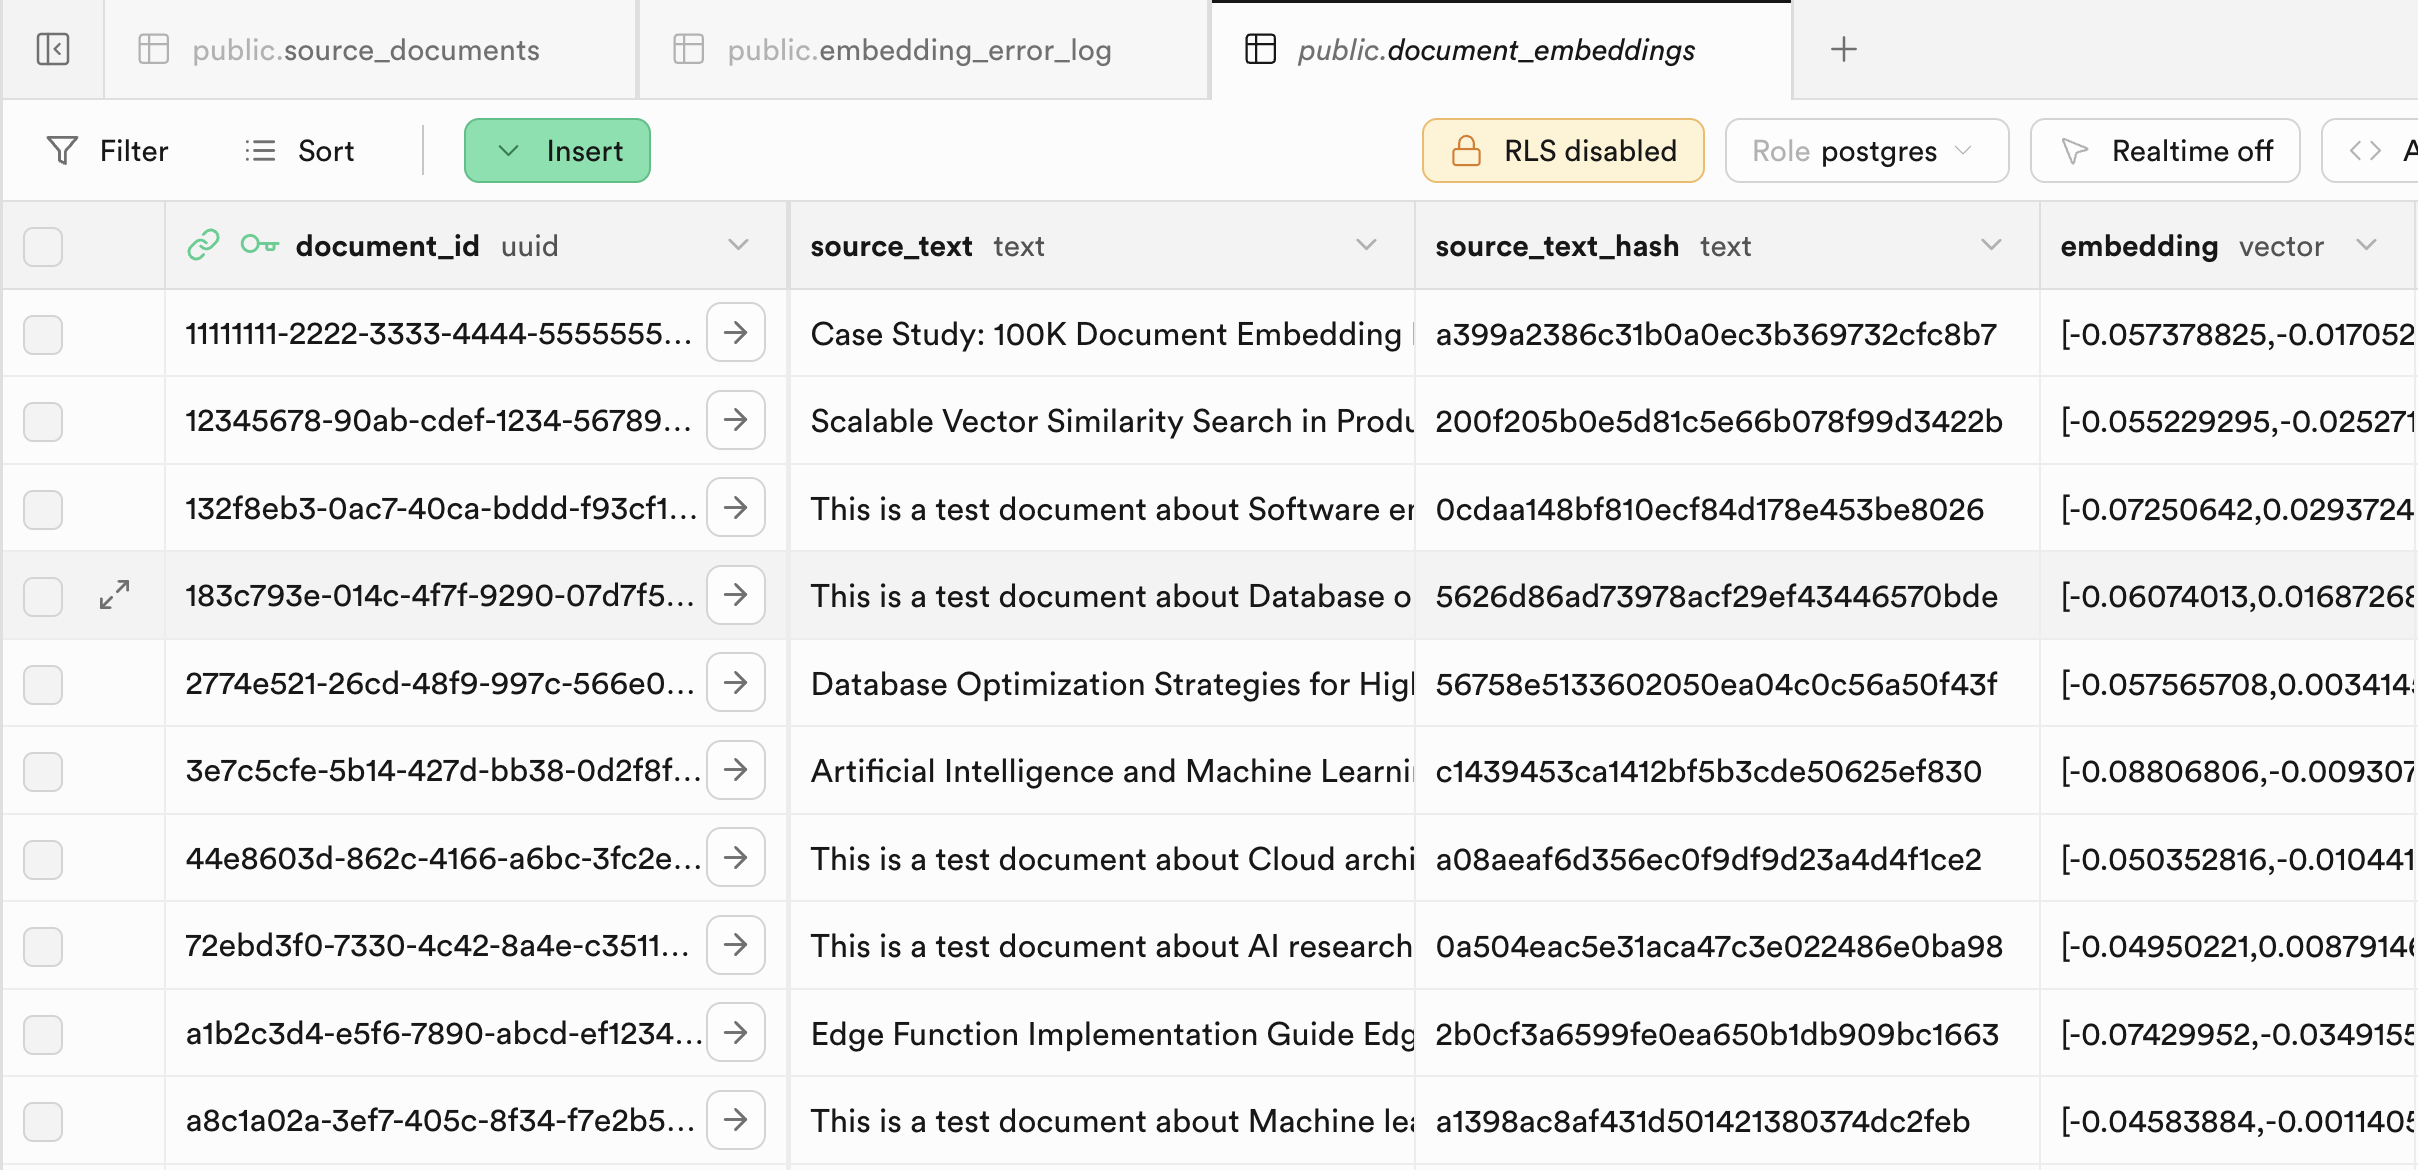 public.source_documents public.embedding_error_log public.document_embeddings
Filter Sort Insert RLS disabled Role postgres Realtime off
document_id uuid source_text text source_text_hash text embedding vector
11111111-2222-3333-4444-5555555... Case Study: 100K Document Embedding a399a2386c31b0a0ec3b369732cfc8b7 [-0.057378825,-0.017052
12345678-90ab-cdef-1234-56789... Scalable Vector Similarity Search in Produ 200f205b0e5d81c5e66b078f99d3422b [-0.055229295,-0.025271
132f8eb3-0ac7-40ca-bddd-f93cf1... This is a test document about Software en 0cdaa148bf810ecf84d178e453be8026 [-0.07250642,0.0293724
183c793e-014c-4f7f-9290-07d7f5... This is a test document about Database o 5626d86ad73978acf29ef43446570bde [-0.06074013,0.01687268
2774e521-26cd-48f9-997c-566e0... Database Optimization Strategies for High 56758e5133602050ea04c0c56a50f43f [-0.057565708,0.0034145
3e7c5cfe-5b14-427d-bb38-0d2f8f... Artificial Intelligence and Machine Learni c1439453ca1412bf5b3cde50625ef830 [-0.08806806,-0.009307
44e8603d-862c-4166-a6bc-3fc2e... This is a test document about Cloud archi a08aeaf6d356ec0f9df9d23a4d4f1ce2 [-0.050352816,-0.010441
72ebd3f0-7330-4c42-8a4e-c3511... This is a test document about AI research 0a504eac5e31aca47c3e022486e0ba98 [-0.04950221,0.00879146
a1b2c3d4-e5f6-7890-abcd-ef1234... Edge Function Implementation Guide Edg 2b0cf3a6599fe0ea650b1db909bc1663 [-0.07429952,-0.0349155
a8c1a02a-3ef7-405c-8f34-f7e2b5... This is a test document about Machine lea a1398ac8af431d501421380374dc2feb [-0.04583884,-0.0011405